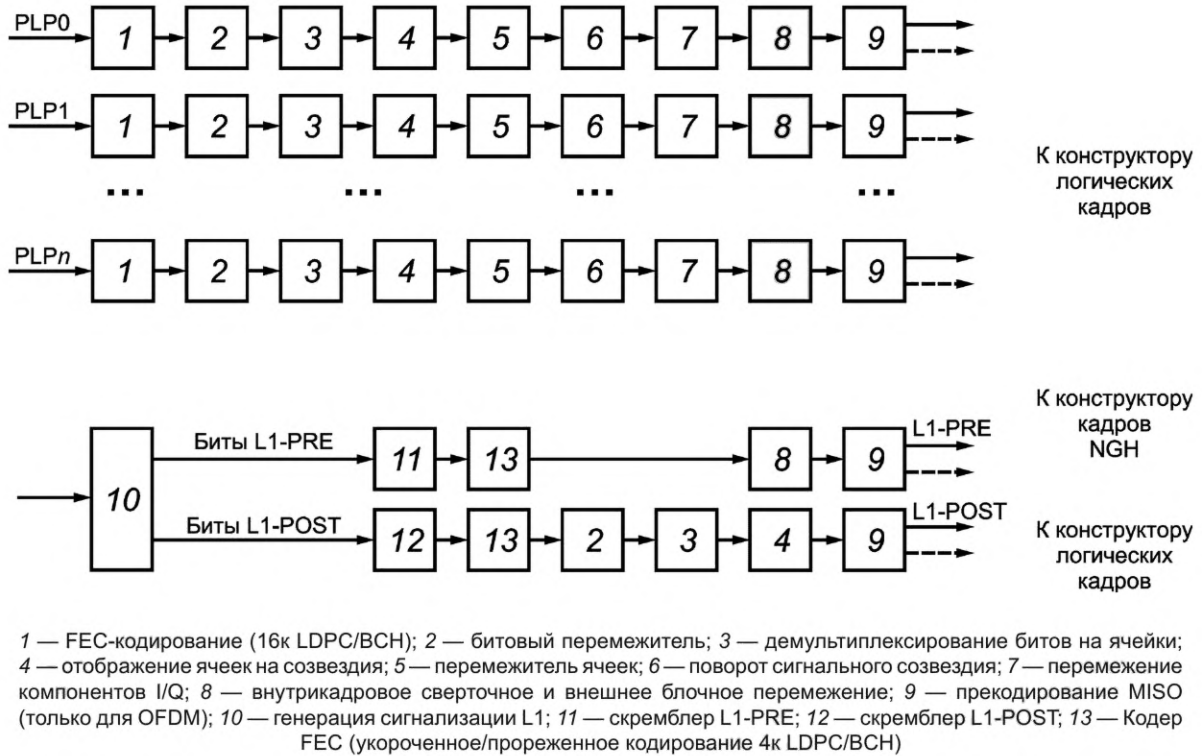 PLP0 1 2 3 4 5 6 7 8 9
PLP1 1 2 3 4 5 6 7 8 9
... ... ... ...
К конструктору
логических
кадров
PLPn 1 2 3 4 5 6 7 8 9
10
Биты L1-PRE 11 13 8 9 L1-PRE
К конструктору
кадров
NGH
Биты L1-POST 12 13 2 3 4 9 L1-POST
К конструктору
логических
кадров
1 — FEC-кодирование (16к LDPC/BCH); 2 — битовый перемежитель; 3 — демультиплексирование битов на ячейки;
4 — отображение ячеек на созвездия; 5 — перемежитель ячеек; 6 — поворот сигнального созвездия; 7 — перемежение
компонентов I/Q; 8 — внутрикадровое сверточное и внешнее блочное перемежение; 9 — прекодирование MISO
(только для OFDM); 10 — генерация сигнализации L1; 11 — скремблер L1-PRE; 12 — скремблер L1-POST; 13 — Кодер
FEC (укороченное/прореженное кодирование 4к LDPC/BCH)